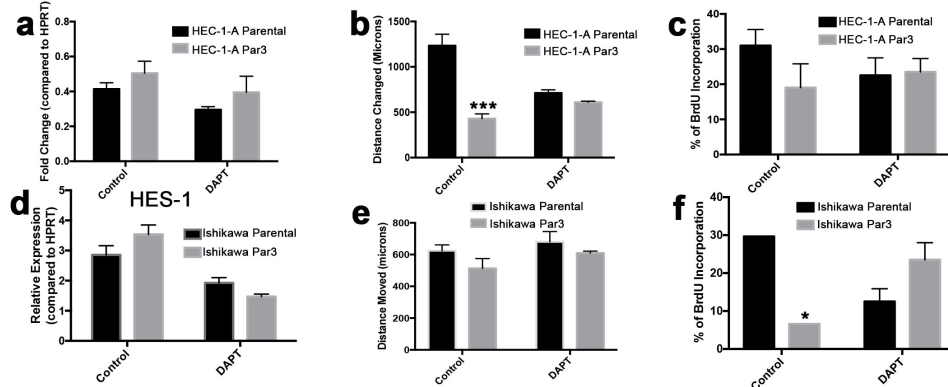 a
Fold Change (compared to HPRT)
0.8
0.6
0.4
0.2
0.0
HEC-1-A Parental
HEC-1-A Par3
Control
DAPT
b
Distance Changed (Microns)
1500
1000
500
0
HEC-1-A Parental
HEC-1-A Par3
***
Control
DAPT
c
% of BrdU Incorporation
40
30
20
10
0
HEC-1-A Parental
HEC-1-A Par3
Control
DAPT
d
HES-1
Relative Expression
(compared to HPRT)
5
4
3
2
1
0
Ishikawa Parental
Ishikawa Par3
Control
DAPT
e
Distance Moved (microns)
800
600
400
200
0
Ishikawa Parental
Ishikawa Par3
Control
DAPT
f
% of BrdU Incorporation
40
30
20
10
0
Ishikawa Parental
Ishikawa Par3
*
Control
DAPT